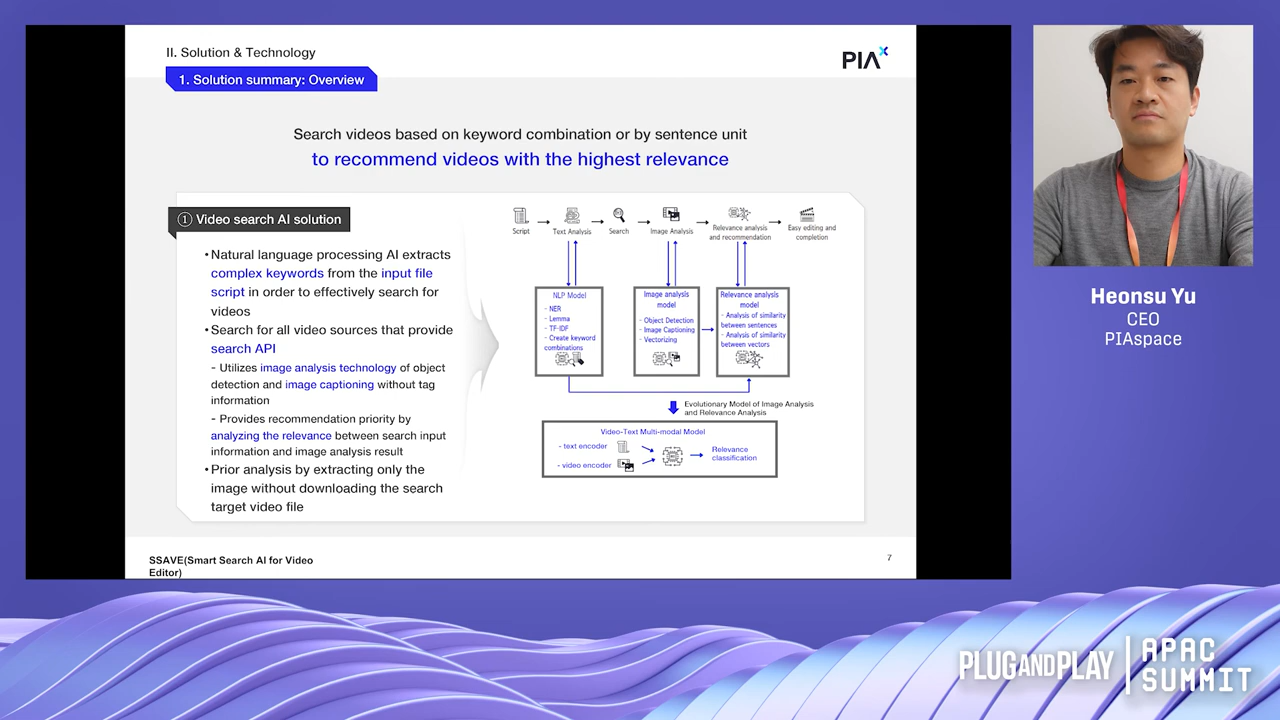 II. Solution & Technology
1. Solution summary: Overview
PIA
Search videos based on keyword combination or by sentence unit
to recommend videos with the highest relevance
① Video search AI solution
•Natural language processing AI extracts
complex keywords from the input file
script in order to effectively search for
videos
•Search for all video sources that provide
search API
- Utilizes image analysis technology of object
detection and image captioning without tag
information
- Provides recommendation priority by
analyzing the relevance between search input
information and image analysis result
•Prior analysis by extracting only the
image without downloading the search
target video file
Script
Text Analysis
Search
Image Analysis
Relevance analysis
and recommendation
Easy editing and
completion
NLP Model
- NER
- Lemma
- TF-IDF
- Create keyword
combinations
Image analysis
model
- Object Detection
- Image Captioning
- Vectorizing
Relevance analysis
model
- Analysis of similarity
between sentences
- Analysis of similarity
between vectors
Evolutionary Model of Image Analysis
and Relevance Analysis
Video-Text Multi-modal Model
- text encoder
- video encoder
Relevance
classification
SSAVE(Smart Search AI for Video
Editor)
7
Heonsu Yu
CEO
PIAspace
PLUGANDPLAY
APAC
SUMMIT